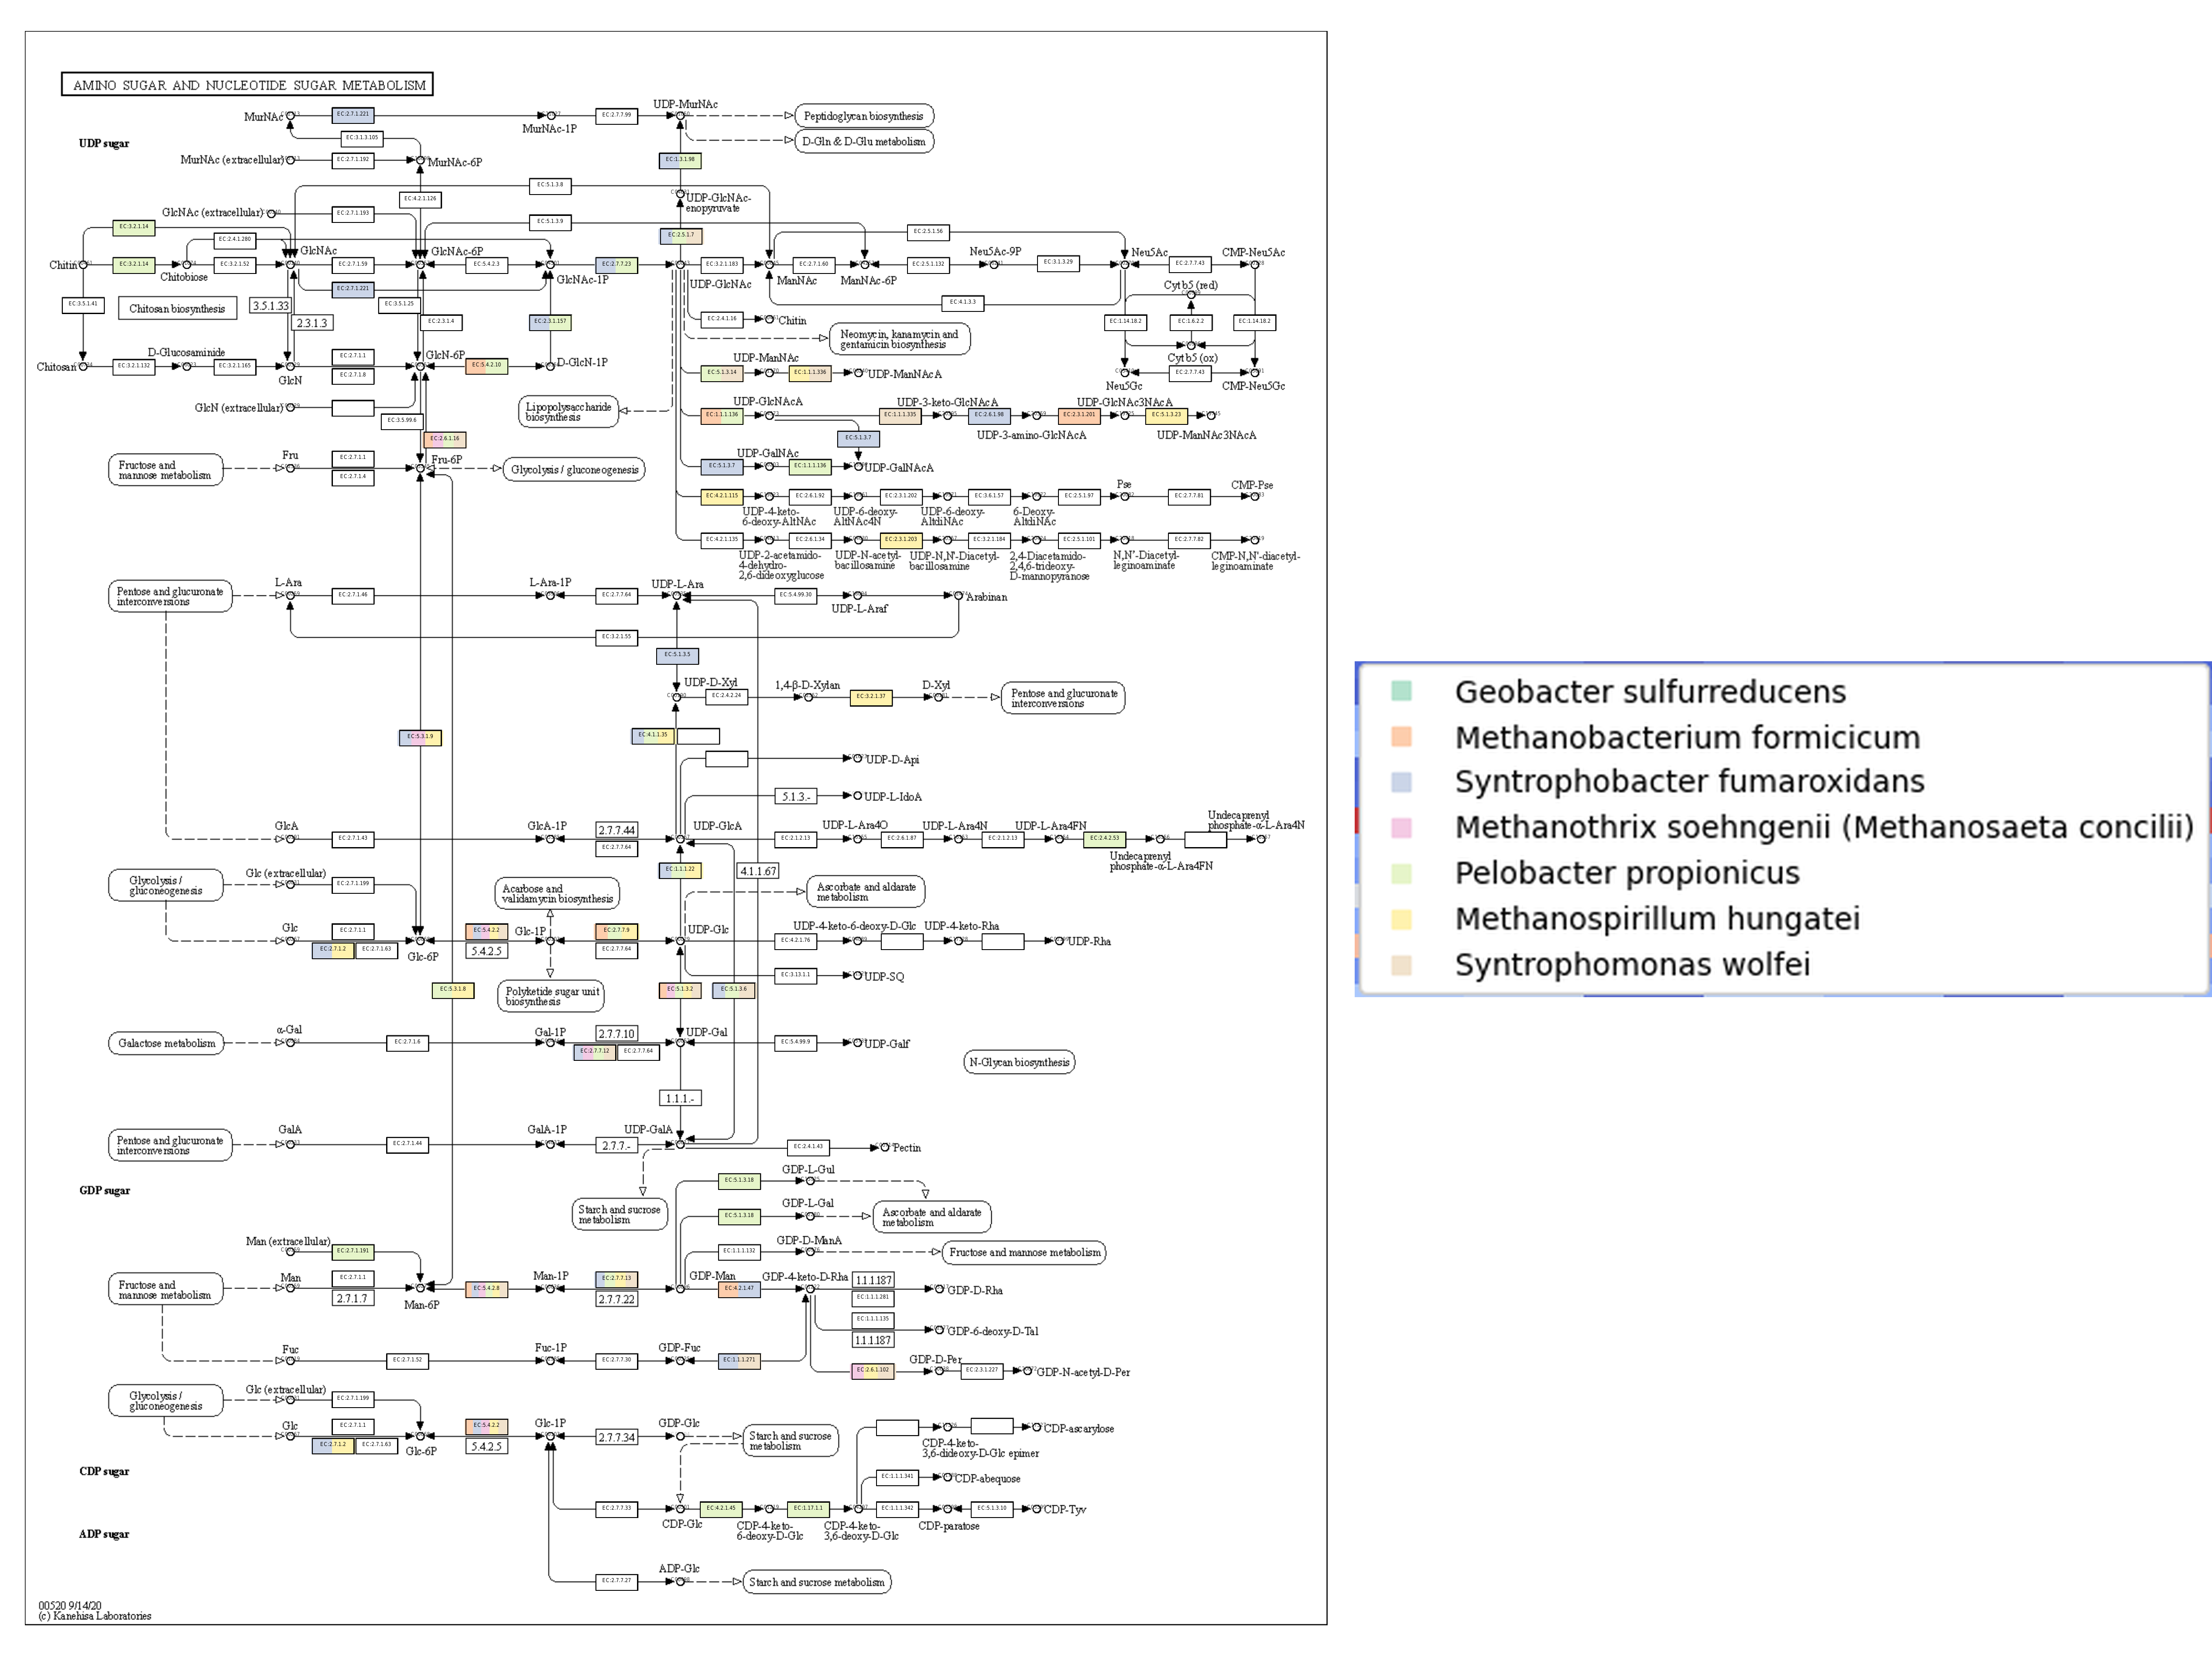 AMINO SUGAR AND NUCLEOTIDE SUGAR METABOLISM
UDP sugar
MurNAc
EC:2.7.1.221
MurNAc-1P
EC:2.7.7.99
UDP-MurNAc
Peptidoglycan biosynthesis
EC:3.1.3.105
D-Gln & D-Glu metabolism
MurNAc (extracellular)
EC:2.7.1.192
MurNAc-6P
EC:1.3.1.98
EC:5.1.3.8
EC:4.2.1.126
UDP-GlcNAc-
enopyruvate
GlcNAc (extracellular)
EC:2.7.1.193
EC:5.1.3.9
EC:3.2.1.14
EC:2.4.1.280
EC:2.5.1.7
EC:2.5.1.56
Chitin
EC:3.2.1.14
Chitobiose
EC:3.2.1.52
GlcNAc
EC:2.7.1.59
GlcNAc-6P
EC:5.4.2.3
GlcNAc-1P
EC:2.7.7.23
UDP-GlcNAc
EC:3.2.1.183
ManNAc
EC:2.7.1.60
ManNAc-6P
EC:2.5.1.132
Neu5Ac-9P
EC:3.1.3.29
Neu5Ac
EC:2.7.7.43
CMP-Neu5Ac
EC:2.7.1.221
EC:4.1.3.3
Cyt b5 (red)
EC:3.5.1.41
Chitosan biosynthesis
3.5.1.33
2.3.1.3
EC:3.5.1.25
EC:2.3.1.4
EC:2.3.1.157
EC:2.4.1.16
Chitin
EC:1.14.18.2
EC:1.6.2.2
EC:1.14.18.2
Neomycin, kanamycin and
gentamicin biosynthesis
Cyt b5 (ox)
Chitosan
EC:3.2.1.132
D-Glucosaminide
EC:3.2.1.165
GlcN
EC:2.7.1.1
EC:2.7.1.8
GlcN-6P
EC:5.4.2.10
D-GlcN-1P
UDP-ManNAc
EC:5.1.3.14
EC:1.1.1.336
UDP-ManNAcA
Neu5Gc
EC:2.7.7.43
CMP-Neu5Gc
GlcN (extracellular)
EC:3.5.99.6
Lipopolysaccharide
biosynthesis
UDP-GlcNAcA
EC:1.1.1.136
UDP-3-keto-GlcNAcA
EC:1.1.1.335
EC:2.6.1.98
UDP-3-amino-GlcNAcA
UDP-GlcNAc3NAcA
EC:2.3.1.201
EC:5.1.3.23
UDP-ManNAc3NAcA
EC:2.6.1.16
EC:5.1.3.7
Fructose and
mannose metabolism
Fru
EC:2.7.1.1
EC:2.7.1.4
Fru-6P
Glycolysis / gluconeogenesis
EC:5.1.3.7
UDP-GalNAc
EC:1.1.1.136
UDP-GalNAcA
EC:4.2.1.115
EC:2.6.1.92
EC:2.3.1.202
EC:3.6.1.57
EC:2.5.1.97
Pse
EC:2.7.7.81
CMP-Pse
UDP-4-keto-
6-deoxy-AltNAc
UDP-6-deoxy-
AltNAc4N
UDP-6-deoxy-
AltdiNAc
6-Deoxy-
AltdiNAc
EC:4.2.1.135
EC:2.6.1.34
EC:2.3.1.203
EC:3.2.1.184
EC:2.5.1.101
EC:2.7.7.82
UDP-2-acetamido-
4-dehydro-
2,6-dideoxyglucose
UDP-N-acetyl-
bacillosamine
UDP-N,N'-Diacetyl-
bacillosamine
2,4-Diacetamido-
2,4,6-trideoxy-
D-mannopyranose
N,N'-Diacetyl-
leginoaminate
CMP-N,N'-diacetyl-
leginoaminate
Pentose and glucuronate
interconversions
L-Ara
EC:2.7.1.46
L-Ara-1P
EC:2.7.7.64
UDP-L-Ara
EC:5.4.99.30
UDP-L-Araf
Arabinan
EC:3.2.1.55
EC:5.1.3.5
UDP-D-Xyl
EC:2.4.2.24
1,4-β-D-Xylan
EC:3.2.1.37
D-Xyl
Pentose and glucuronate
interconversions
EC:5.3.1.9
EC:4.1.1.35
UDP-D-Api
5.1.3.-
UDP-L-IdoA
GlcA
EC:2.7.1.43
GlcA-1P
2.7.7.44
EC:2.7.7.64
UDP-GlcA
EC:2.1.2.13
UDP-L-Ara4O
EC:2.6.1.87
UDP-L-Ara4N
EC:2.1.2.13
UDP-L-Ara4FN
EC:2.4.2.53
Undecaprenyl
phosphate-α-L-Ara4FN
Undecaprenyl
phosphate-α-L-Ara4N
Glycolysis /
gluconeogenesis
Glc (extracellular)
EC:2.7.1.199
Acarbose and
validamycin biosynthesis
EC:1.1.1.22
4.1.1.67
Ascorbate and aldarate
metabolism
Glc
EC:2.7.1.1
EC:2.7.1.2
EC:2.7.1.63
Glc-6P
EC:5.4.2.2
5.4.2.5
Glc-1P
EC:2.7.7.9
EC:2.7.7.64
UDP-Glc
EC:4.2.1.76
UDP-4-keto-6-deoxy-D-Glc
UDP-4-keto-Rha
UDP-Rha
EC:3.13.1.1
UDP-SQ
EC:5.3.1.8
Polyketide sugar unit
biosynthesis
EC:5.1.3.2
EC:5.1.3.6
Galactose metabolism
α-Gal
EC:2.7.1.6
Gal-1P
2.7.7.10
EC:2.7.7.12
EC:2.7.7.64
UDP-Gal
EC:5.4.99.9
UDP-Galf
N-Glycan biosynthesis
1.1.1.-
Pentose and glucuronate
interconversions
GalA
EC:2.7.1.44
GalA-1P
2.7.7.-
UDP-GalA
EC:2.4.1.43
Pectin
GDP sugar
Starch and sucrose
metabolism
EC:5.1.3.18
GDP-L-Gul
EC:5.1.3.18
GDP-L-Gal
Ascorbate and aldarate
metabolism
Man (extracellular)
EC:2.7.1.191
EC:1.1.1.132
GDP-D-ManA
Fructose and mannose metabolism
Fructose and
mannose metabolism
Man
EC:2.7.1.1
2.7.1.7
Man-6P
EC:5.4.2.8
Man-1P
EC:2.7.7.13
2.7.7.22
GDP-Man
EC:4.2.1.47
GDP-4-keto-D-Rha
1.1.1.187
EC:1.1.1.281
GDP-D-Rha
EC:1.1.1.135
1.1.1.187
GDP-6-deoxy-D-Tal
Fuc
EC:2.7.1.52
Fuc-1P
EC:2.7.7.30
GDP-Fuc
EC:1.1.1.271
EC:2.6.1.102
GDP-D-Per
EC:2.3.1.227
GDP-N-acetyl-D-Per
Glycolysis /
gluconeogenesis
Glc (extracellular)
EC:2.7.1.199
Glc
EC:2.7.1.1
EC:2.7.1.2
EC:2.7.1.63
Glc-6P
EC:5.4.2.2
5.4.2.5
Glc-1P
2.7.7.34
GDP-Glc
Starch and sucrose
metabolism
CDP-4-keto-
3,6-dideoxy-D-Glc epimer
CDP-ascarylose
CDP sugar
EC:1.1.1.341
CDP-abequose
EC:2.7.7.33
CDP-Glc
EC:4.2.1.45
CDP-4-keto-
6-deoxy-D-Glc
EC:1.17.1.1
CDP-4-keto-
3,6-deoxy-D-Glc
EC:1.1.1.342
CDP-paratose
EC:5.1.3.10
CDP-Tyv
ADP sugar
EC:2.7.7.27
ADP-Glc
Starch and sucrose metabolism
00520 9/14/20
(c) Kanehisa Laboratories
Geobacter sulfurreducens
Methanobacterium formicicum
Syntrophobacter fumaroxidans
Methanothrix soehngenii (Methanosaeta concilii)
Pelobacter propionicus
Methanospirillum hungatei
Syntrophomonas wolfei